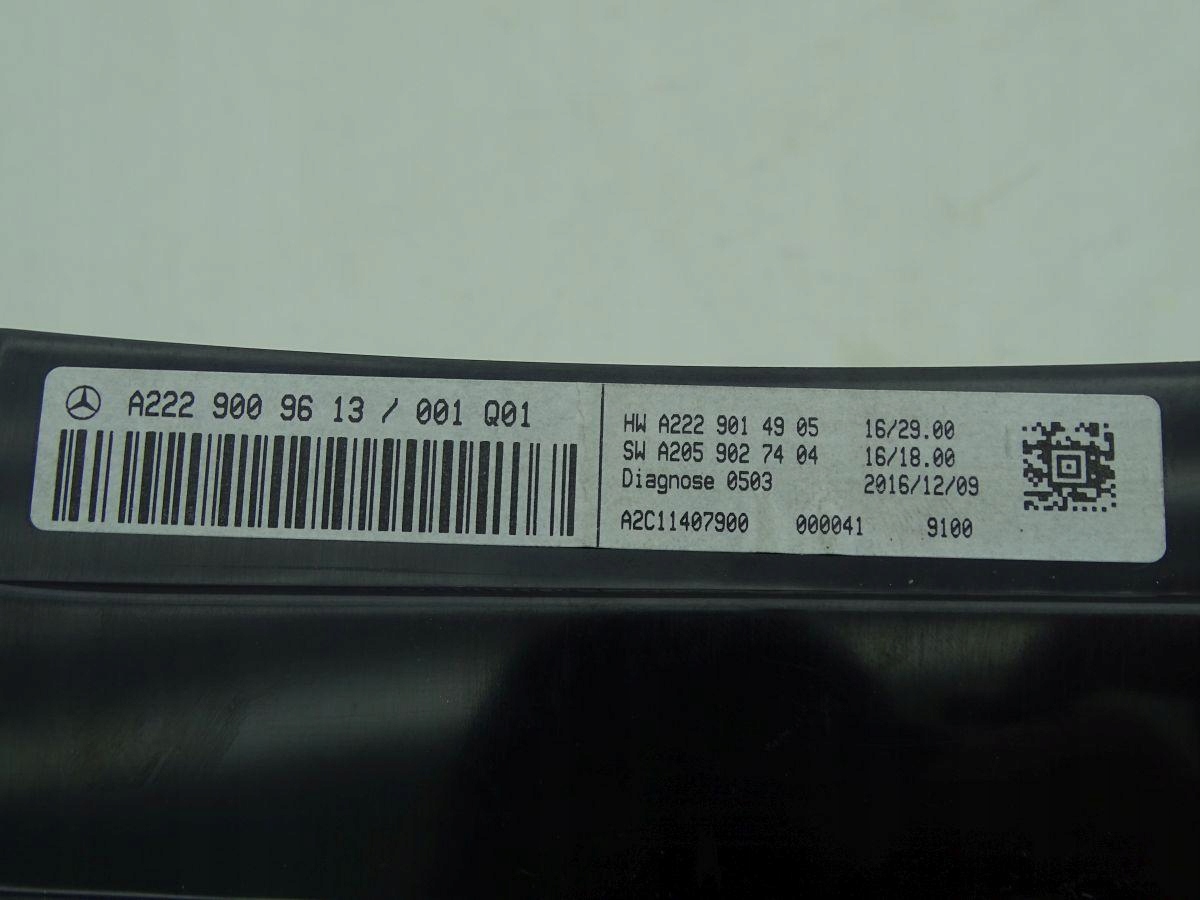 A222 900 96 13 / 001 Q01
HW A222 901 49 05 16/29.00
SW A205 902 74 04 16/18.00
Diagnose 0503 2016/12/09
A2C11407900 000041 9100